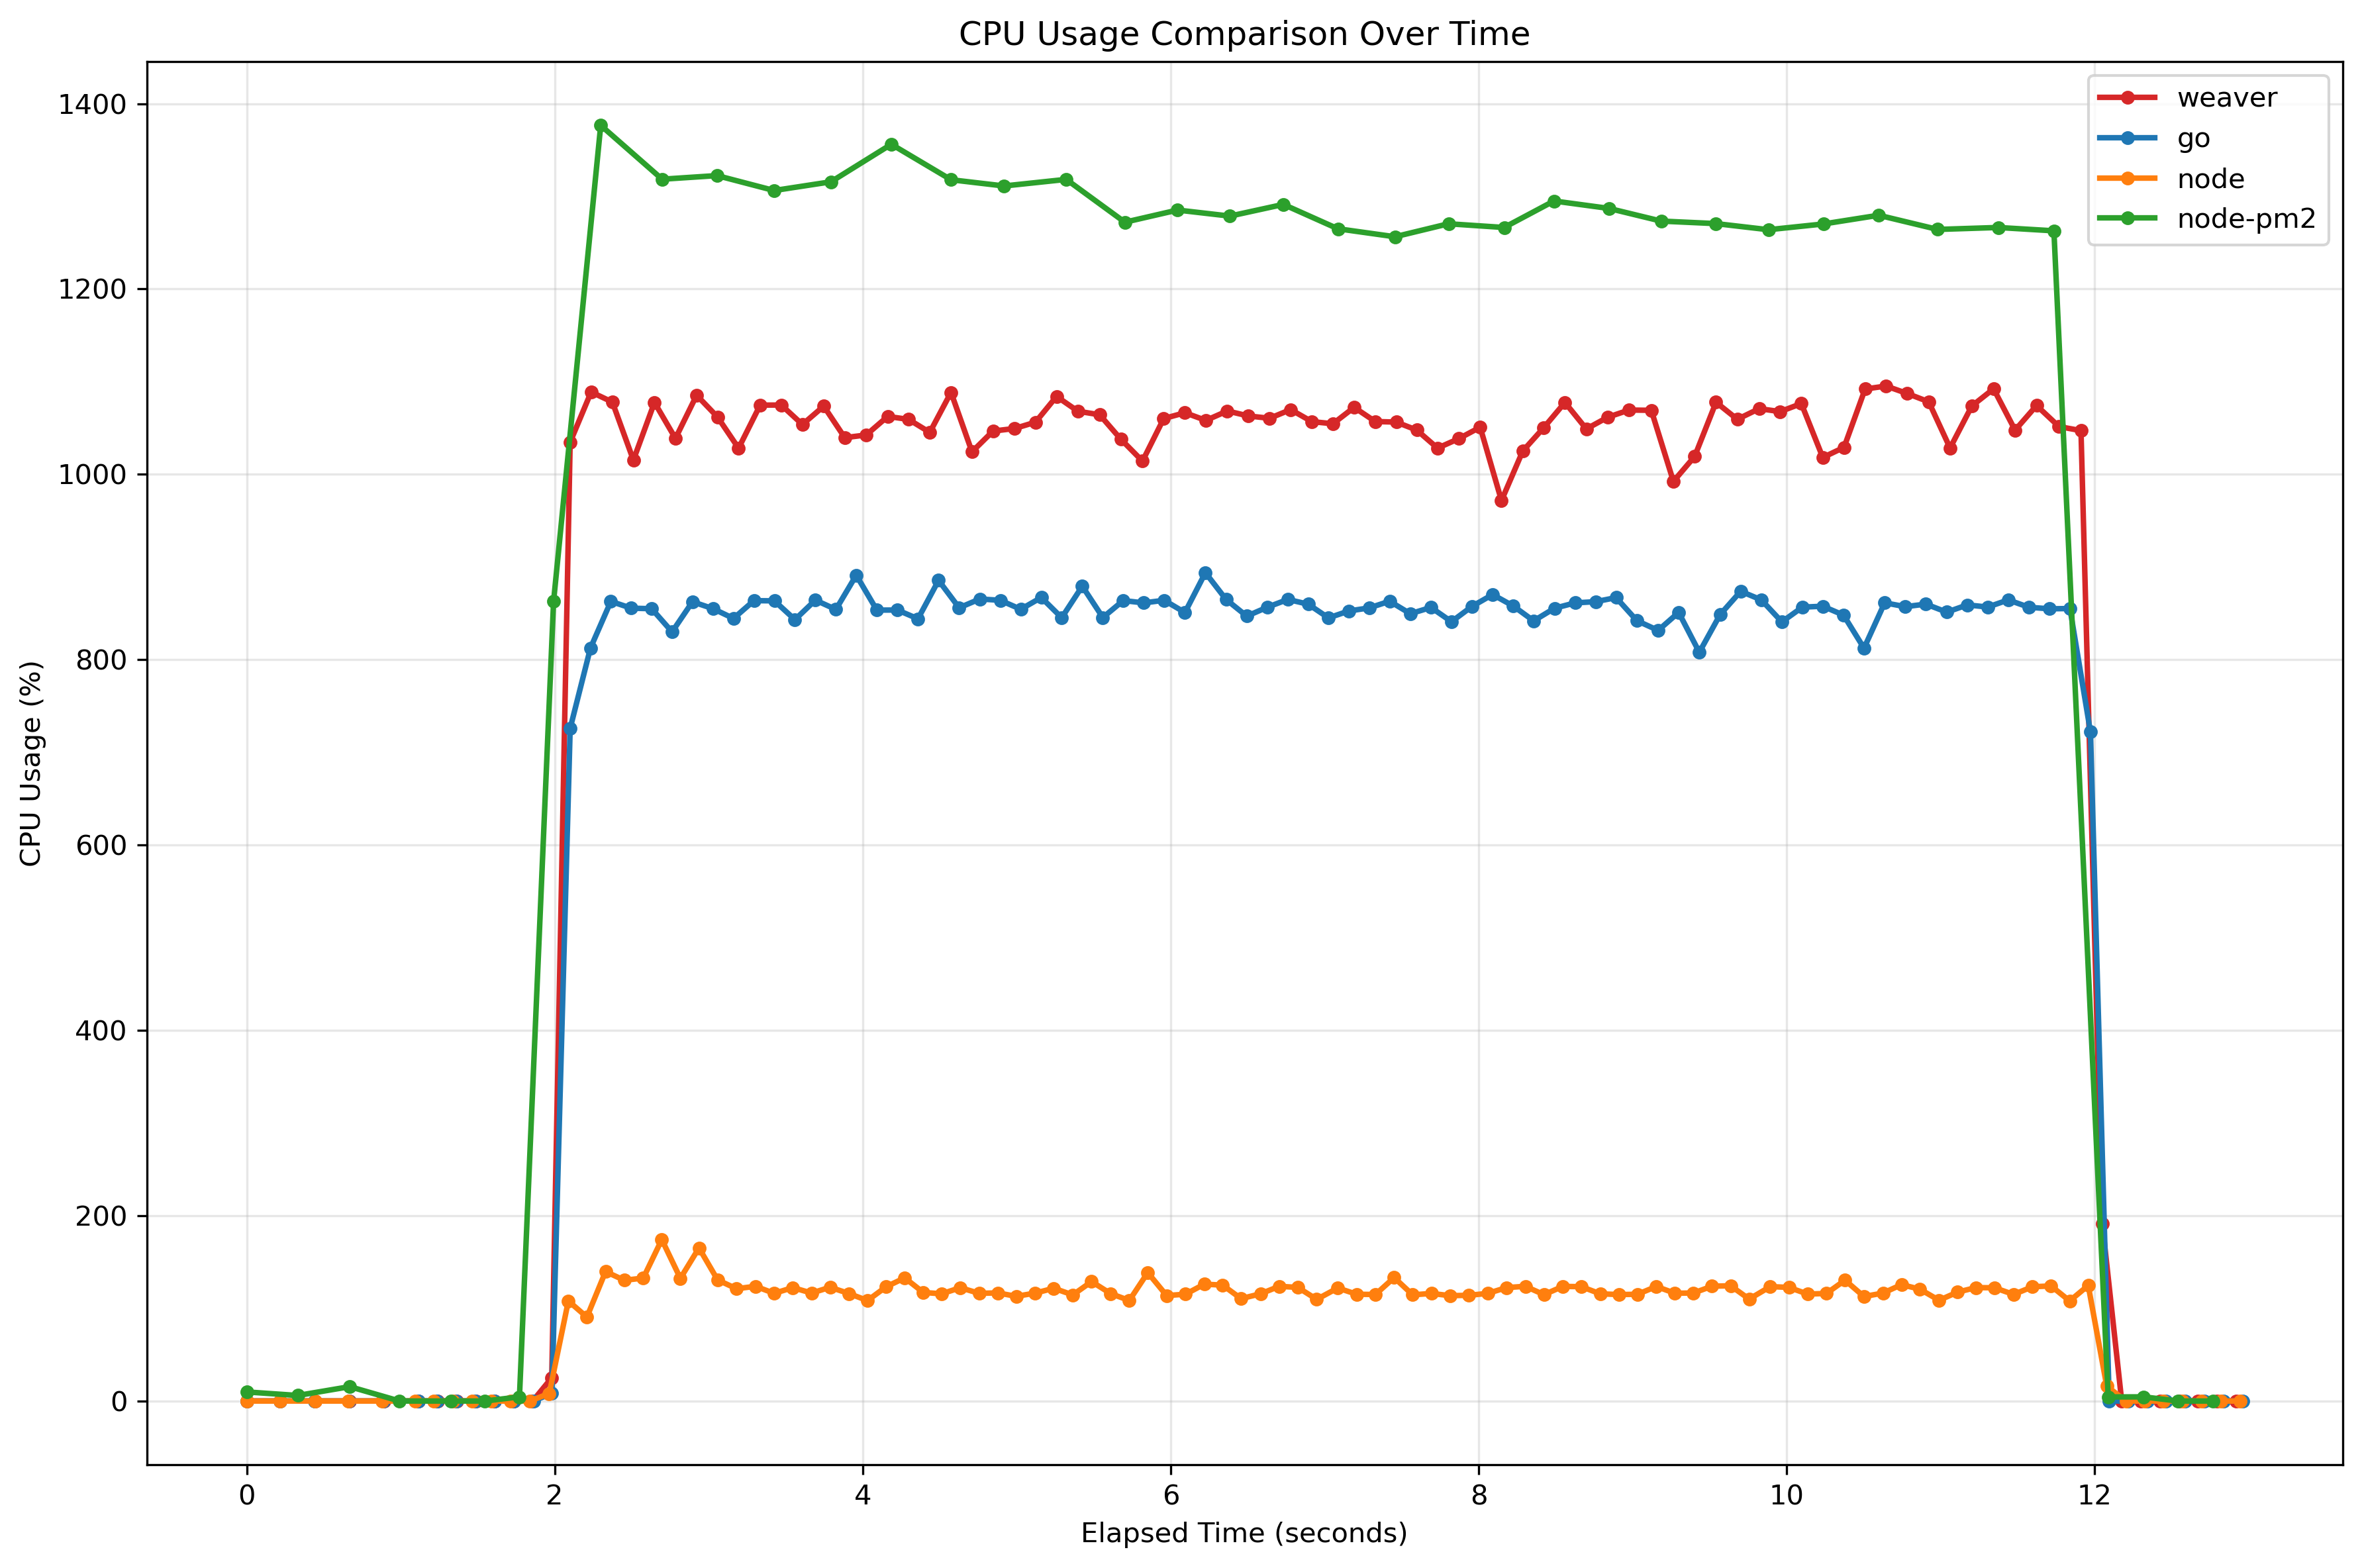 CPU Usage Comparison Over Time
1400
1200
1000
800
600
400
200
0
CPU Usage (%)
weaver
go
node
node-pm2
0 2 4 6 8 10 12
Elapsed Time (seconds)